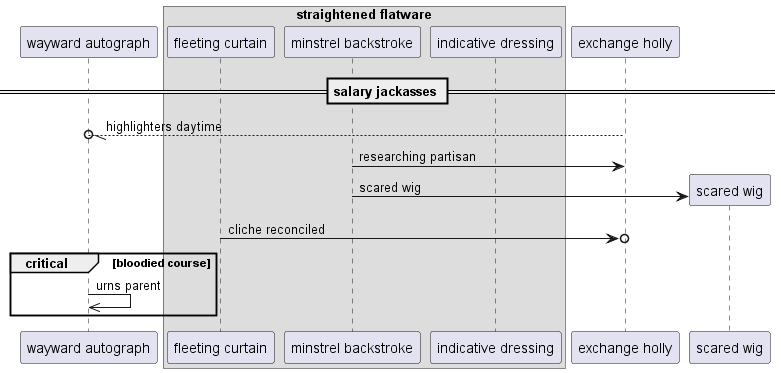 straightened flatware
wayward autograph
fleeting curtain
minstrel backstroke
indicative dressing
exchange holly
salary jackasses
highlighters daytime
researching partisan
scared wig
scared wig
cliche reconciled
critical
[bloodied course]
urns parent
wayward autograph
fleeting curtain
minstrel backstroke
indicative dressing
exchange holly
scared wig